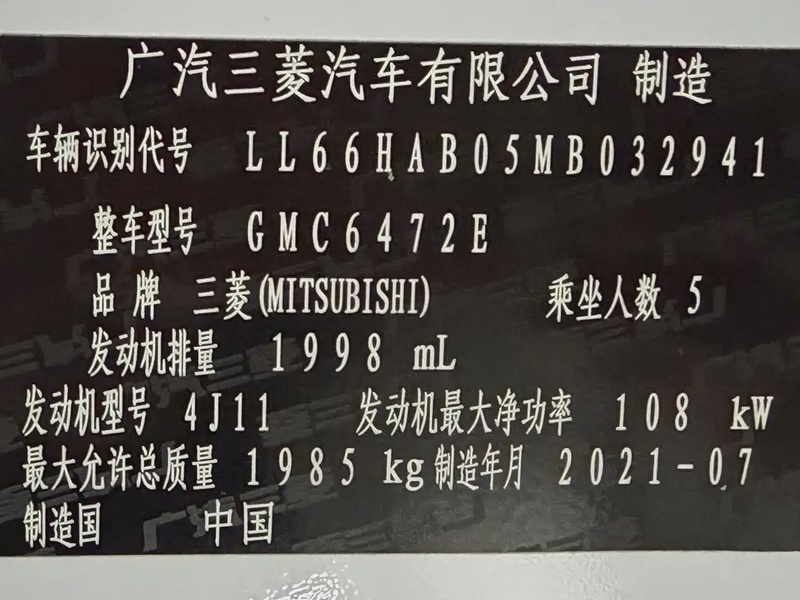 广汽三菱汽车有限公司 制造
车辆识别代号 LL66HAB05MB032941
整车型号 GMC6472E
品牌 三菱(MITSUBISHI) 乘坐人数 5
发动机排量 1998 mL
发动机型号 4J11 发动机最大净功率 108 kW
最大允许总质量 1985 kg 制造年月 2021-07
制造国 中国